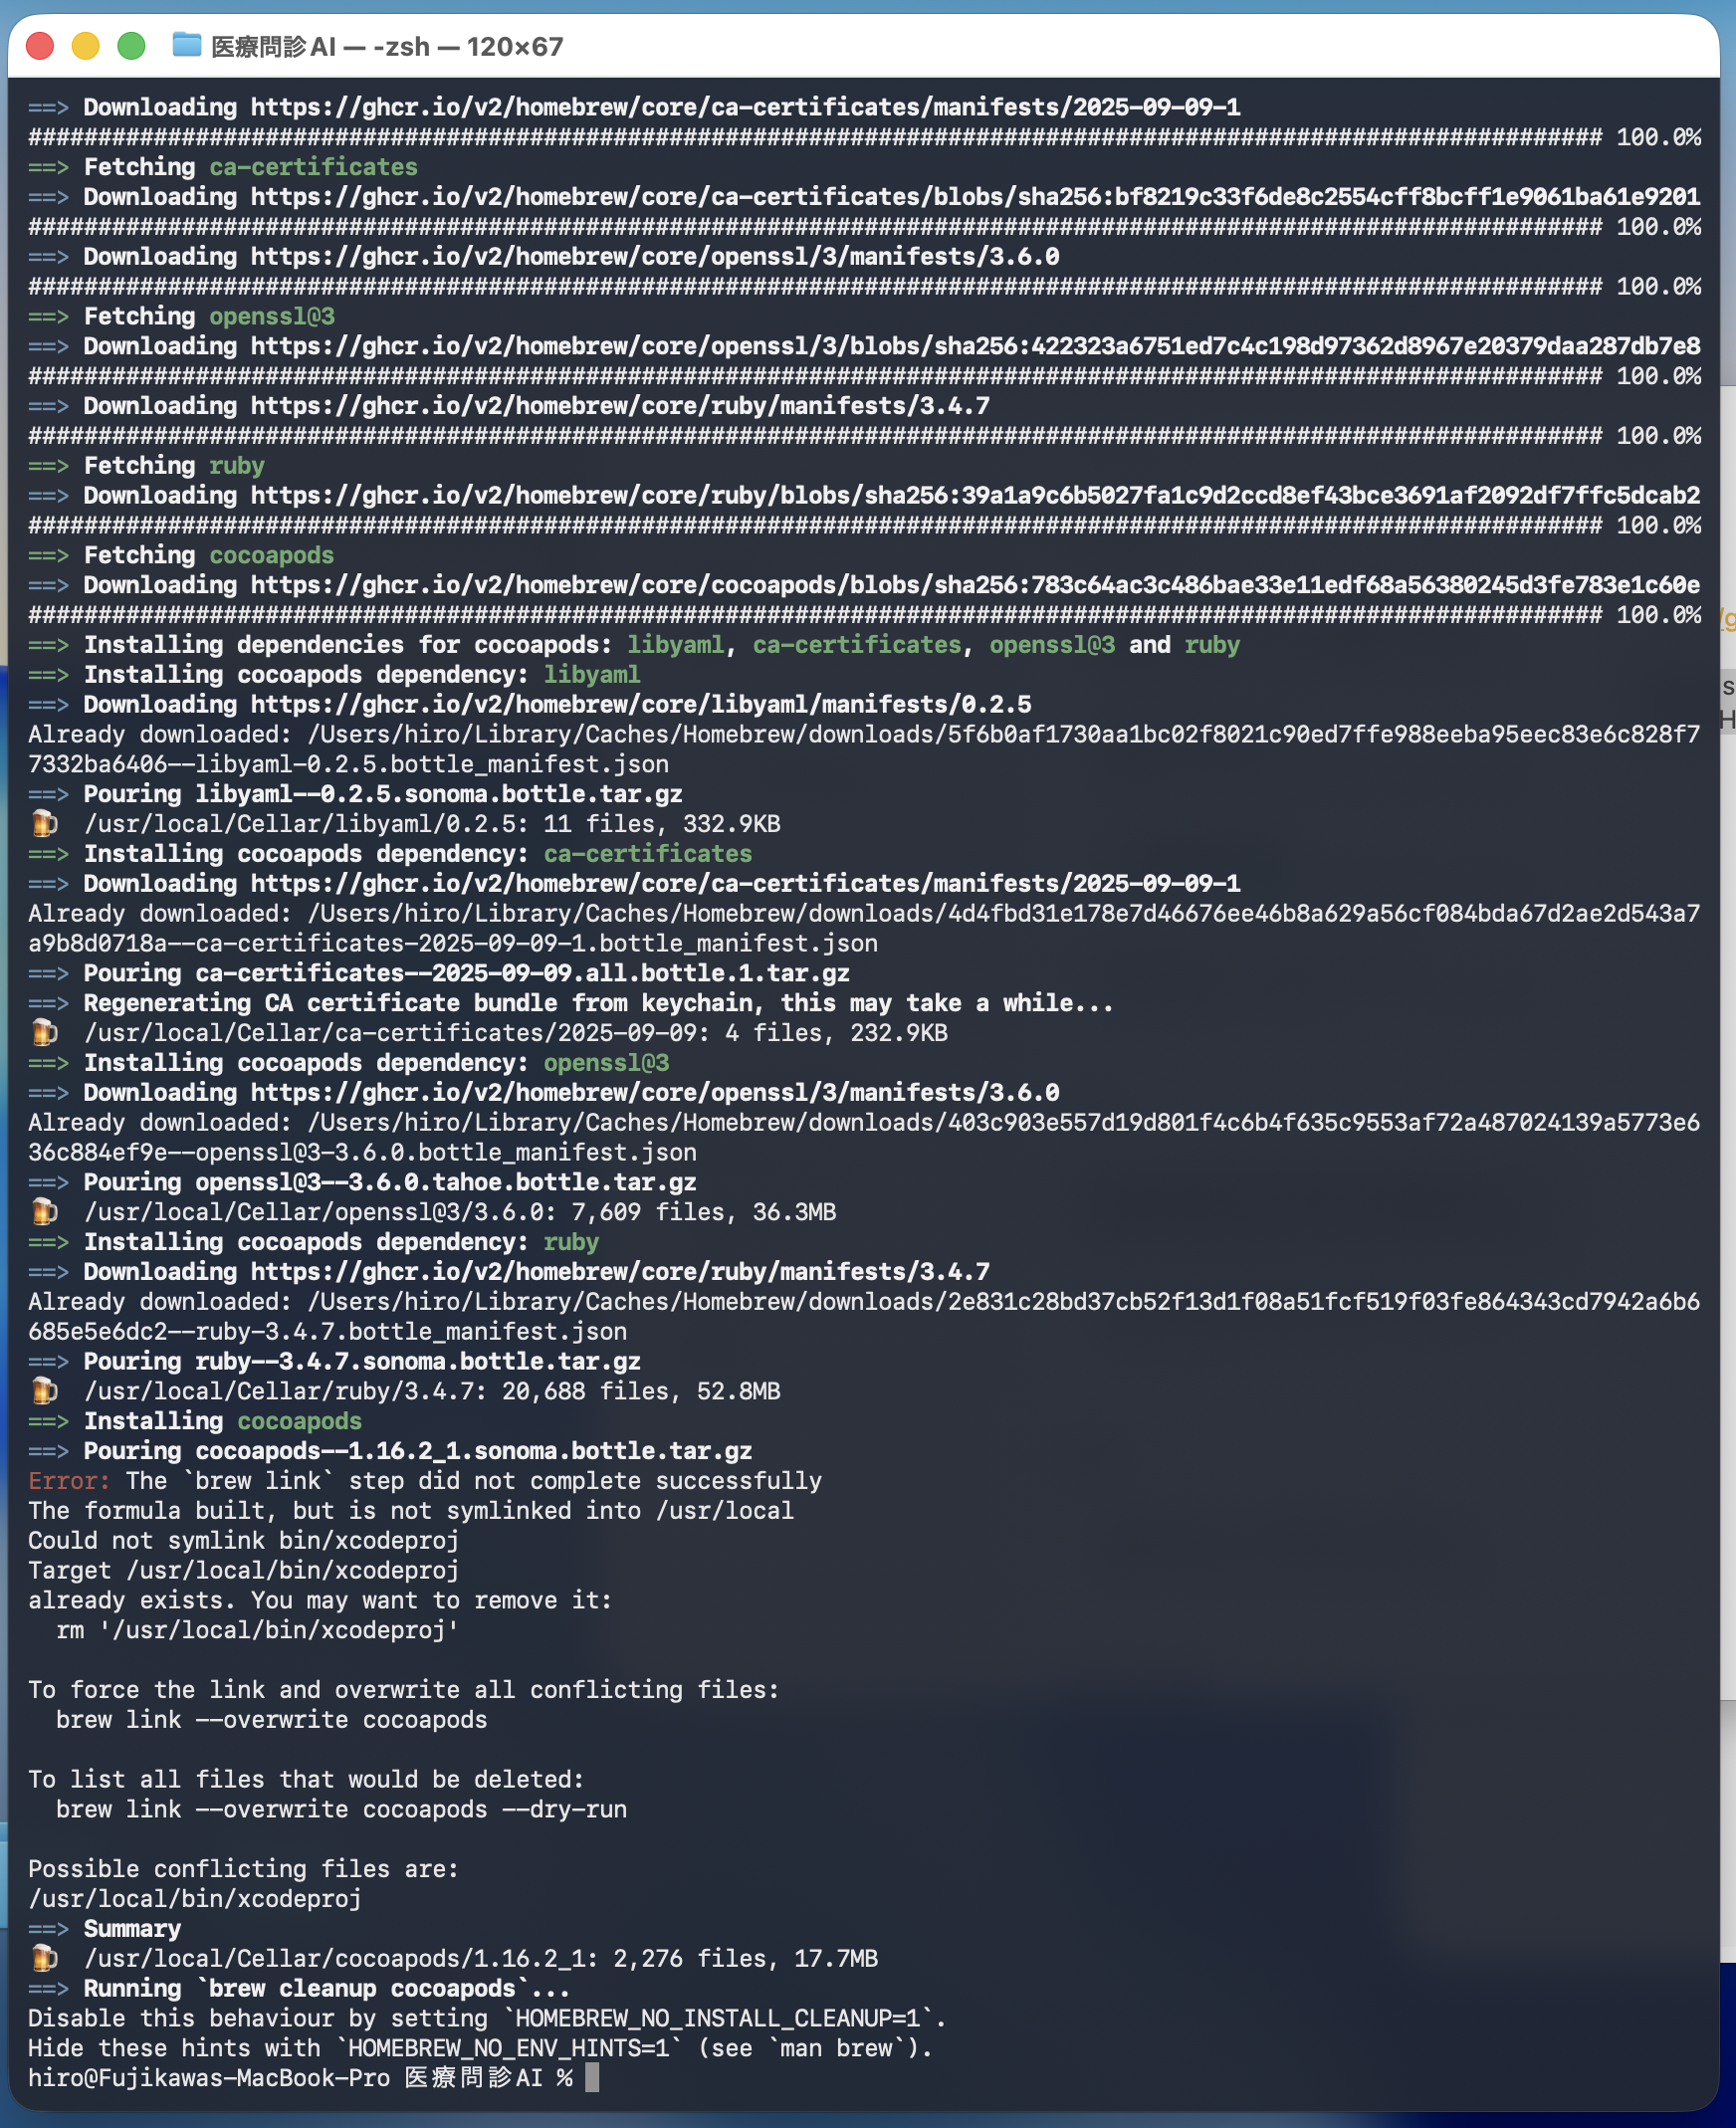 医療問診AI — -zsh — 120×67
==> Downloading https://ghcr.io/v2/homebrew/core/ca-certificates/manifests/2025-09-09-1
################################################################################################################# 100.0%
==> Fetching ca-certificates
==> Downloading https://ghcr.io/v2/homebrew/core/ca-certificates/blobs/sha256:bf8219c33f6de8c2554cff8bcff1e9061ba61e9201
################################################################################################################# 100.0%
==> Downloading https://ghcr.io/v2/homebrew/core/openssl/3/manifests/3.6.0
################################################################################################################# 100.0%
==> Fetching openssl@3
==> Downloading https://ghcr.io/v2/homebrew/core/openssl/3/blobs/sha256:422323a6751ed7c4c198d97362d8967e20379daa287db7e8
################################################################################################################# 100.0%
==> Downloading https://ghcr.io/v2/homebrew/core/ruby/manifests/3.4.7
################################################################################################################# 100.0%
==> Fetching ruby
==> Downloading https://ghcr.io/v2/homebrew/core/ruby/blobs/sha256:39a1a9c6b5027fa1c9d2ccd8ef43bce3691af2092df7ffc5dcab2
################################################################################################################# 100.0%
==> Fetching cocoapods
==> Downloading https://ghcr.io/v2/homebrew/core/cocoapods/blobs/sha256:783c64ac3c486bae33e11edf68a56380245d3fe783e1c60e
################################################################################################################# 100.0%
==> Installing dependencies for cocoapods: libyaml, ca-certificates, openssl@3 and ruby
==> Installing cocoapods dependency: libyaml
==> Downloading https://ghcr.io/v2/homebrew/core/libyaml/manifests/0.2.5
Already downloaded: /Users/hiro/Library/Caches/Homebrew/downloads/5f6b0af1730aa1bc02f8021c90ed7ffe988eeba95eec83e6c828f7
7332ba6406--libyaml-0.2.5.bottle_manifest.json
==> Pouring libyaml--0.2.5.sonoma.bottle.tar.gz
🍺  /usr/local/Cellar/libyaml/0.2.5: 11 files, 332.9KB
==> Installing cocoapods dependency: ca-certificates
==> Downloading https://ghcr.io/v2/homebrew/core/ca-certificates/manifests/2025-09-09-1
Already downloaded: /Users/hiro/Library/Caches/Homebrew/downloads/4d4fbd31e178e7d46676ee46b8a629a56cf084bda67d2ae2d543a7
a9b8d0718a--ca-certificates-2025-09-09-1.bottle_manifest.json
==> Pouring ca-certificates--2025-09-09.all.bottle.1.tar.gz
==> Regenerating CA certificate bundle from keychain, this may take a while...
🍺  /usr/local/Cellar/ca-certificates/2025-09-09: 4 files, 232.9KB
==> Installing cocoapods dependency: openssl@3
==> Downloading https://ghcr.io/v2/homebrew/core/openssl/3/manifests/3.6.0
Already downloaded: /Users/hiro/Library/Caches/Homebrew/downloads/403c903e557d19d801f4c6b4f635c9553af72a487024139a5773e6
36c884ef9e--openssl@3-3.6.0.bottle_manifest.json
==> Pouring openssl@3--3.6.0.tahoe.bottle.tar.gz
🍺  /usr/local/Cellar/openssl@3/3.6.0: 7,609 files, 36.3MB
==> Installing cocoapods dependency: ruby
==> Downloading https://ghcr.io/v2/homebrew/core/ruby/manifests/3.4.7
Already downloaded: /Users/hiro/Library/Caches/Homebrew/downloads/2e831c28bd37cb52f13d1f08a51fcf519f03fe864343cd7942a6b6
685e5e6dc2--ruby-3.4.7.bottle_manifest.json
==> Pouring ruby--3.4.7.sonoma.bottle.tar.gz
🍺  /usr/local/Cellar/ruby/3.4.7: 20,688 files, 52.8MB
==> Installing cocoapods
==> Pouring cocoapods--1.16.2_1.sonoma.bottle.tar.gz
Error: The `brew link` step did not complete successfully
The formula built, but is not symlinked into /usr/local
Could not symlink bin/xcodeproj
Target /usr/local/bin/xcodeproj
already exists. You may want to remove it:
  rm '/usr/local/bin/xcodeproj'

To force the link and overwrite all conflicting files:
  brew link --overwrite cocoapods

To list all files that would be deleted:
  brew link --overwrite cocoapods --dry-run

Possible conflicting files are:
/usr/local/bin/xcodeproj
==> Summary
🍺  /usr/local/Cellar/cocoapods/1.16.2_1: 2,276 files, 17.7MB
==> Running `brew cleanup cocoapods`...
Disable this behaviour by setting `HOMEBREW_NO_INSTALL_CLEANUP=1`.
Hide these hints with `HOMEBREW_NO_ENV_HINTS=1` (see `man brew`).
hiro@Fujikawas-MacBook-Pro 医療問診AI %